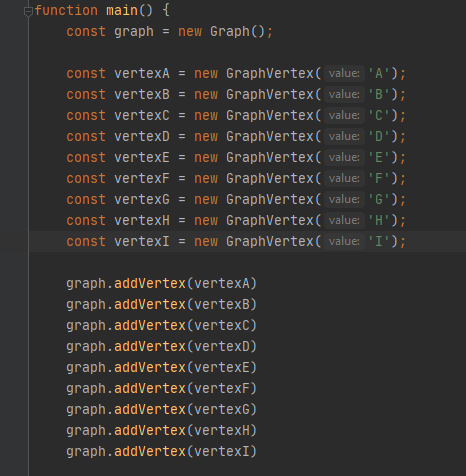 function main() {
const graph = new Graph();
const vertexA = new GraphVertex( value: 'A');
const vertexB = new GraphVertex( value: 'B');
const vertexC = new GraphVertex( value: 'C');
const vertexD = new GraphVertex( value: 'D');
const vertexE = new GraphVertex( value: 'E');
const vertexF = new GraphVertex( value: 'F');
const vertexG = new GraphVertex( value: 'G');
const vertexH = new GraphVertex( value: 'H');
const vertexI = new GraphVertex( value: 'I');
graph.addVertex(vertexA)
graph.addVertex(vertexB)
graph.addVertex(vertexC)
graph.addVertex(vertexD)
graph.addVertex(vertexE)
graph.addVertex(vertexF)
graph.addVertex(vertexG)
graph.addVertex(vertexH)
graph.addVertex(vertexI)